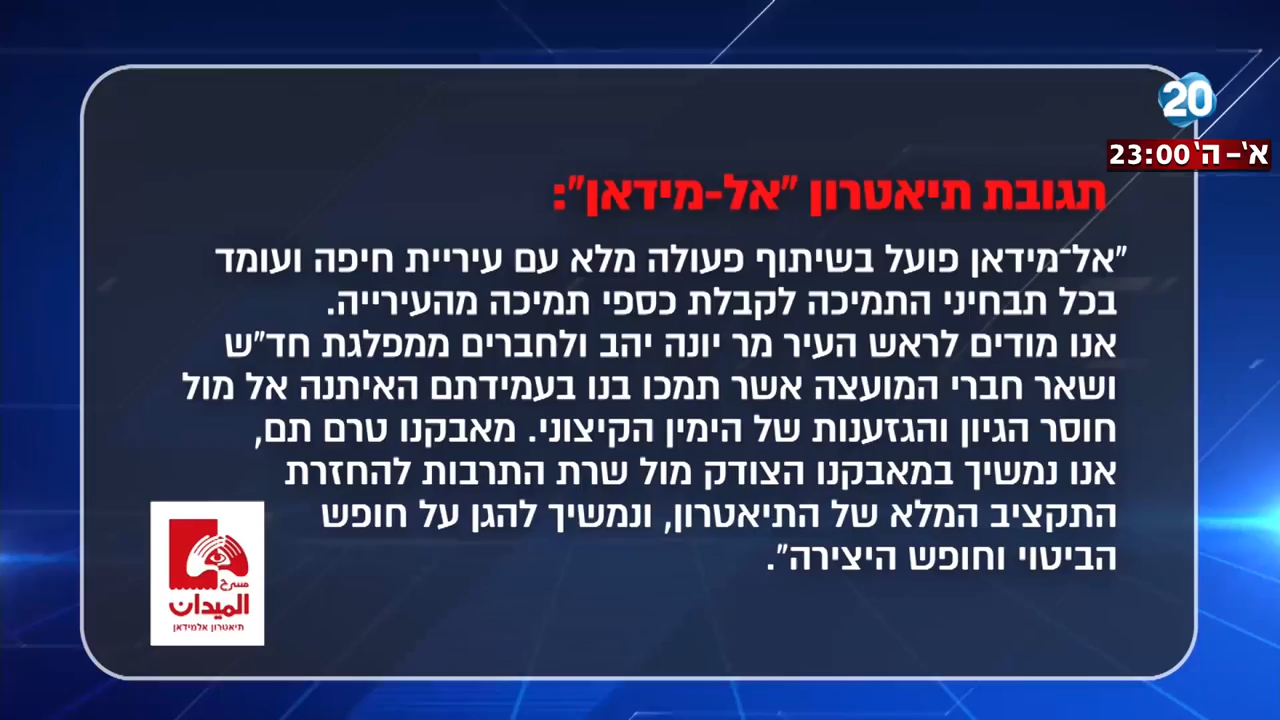 20
א'-ה' 23:00
תגובת תיאטרון "אל-מידאן":
"אל־מידאן פועל בשיתוף פעולה מלא עם עיריית חיפה ועומד
בכל תבחיני התמיכה לקבלת כספי תמיכה מהעירייה.
אנו מודים לראש העיר מר יונה יהב ולחברים ממפלגת חד"ש
ושאר חברי המועצה אשר תמכו בנו בעמידתם האיתנה אל מול
חוסר הגיון והגזענות של הימין הקיצוני. מאבקנו טרם תם,
אנו נמשיך במאבקנו הצודק מול שרת התרבות להחזרת
התקציב המלא של התיאטרון, ונמשיך להגן על חופש
הביטוי וחופש היצירה".
مسرح
الميدان
תיאטרון אלמידאן